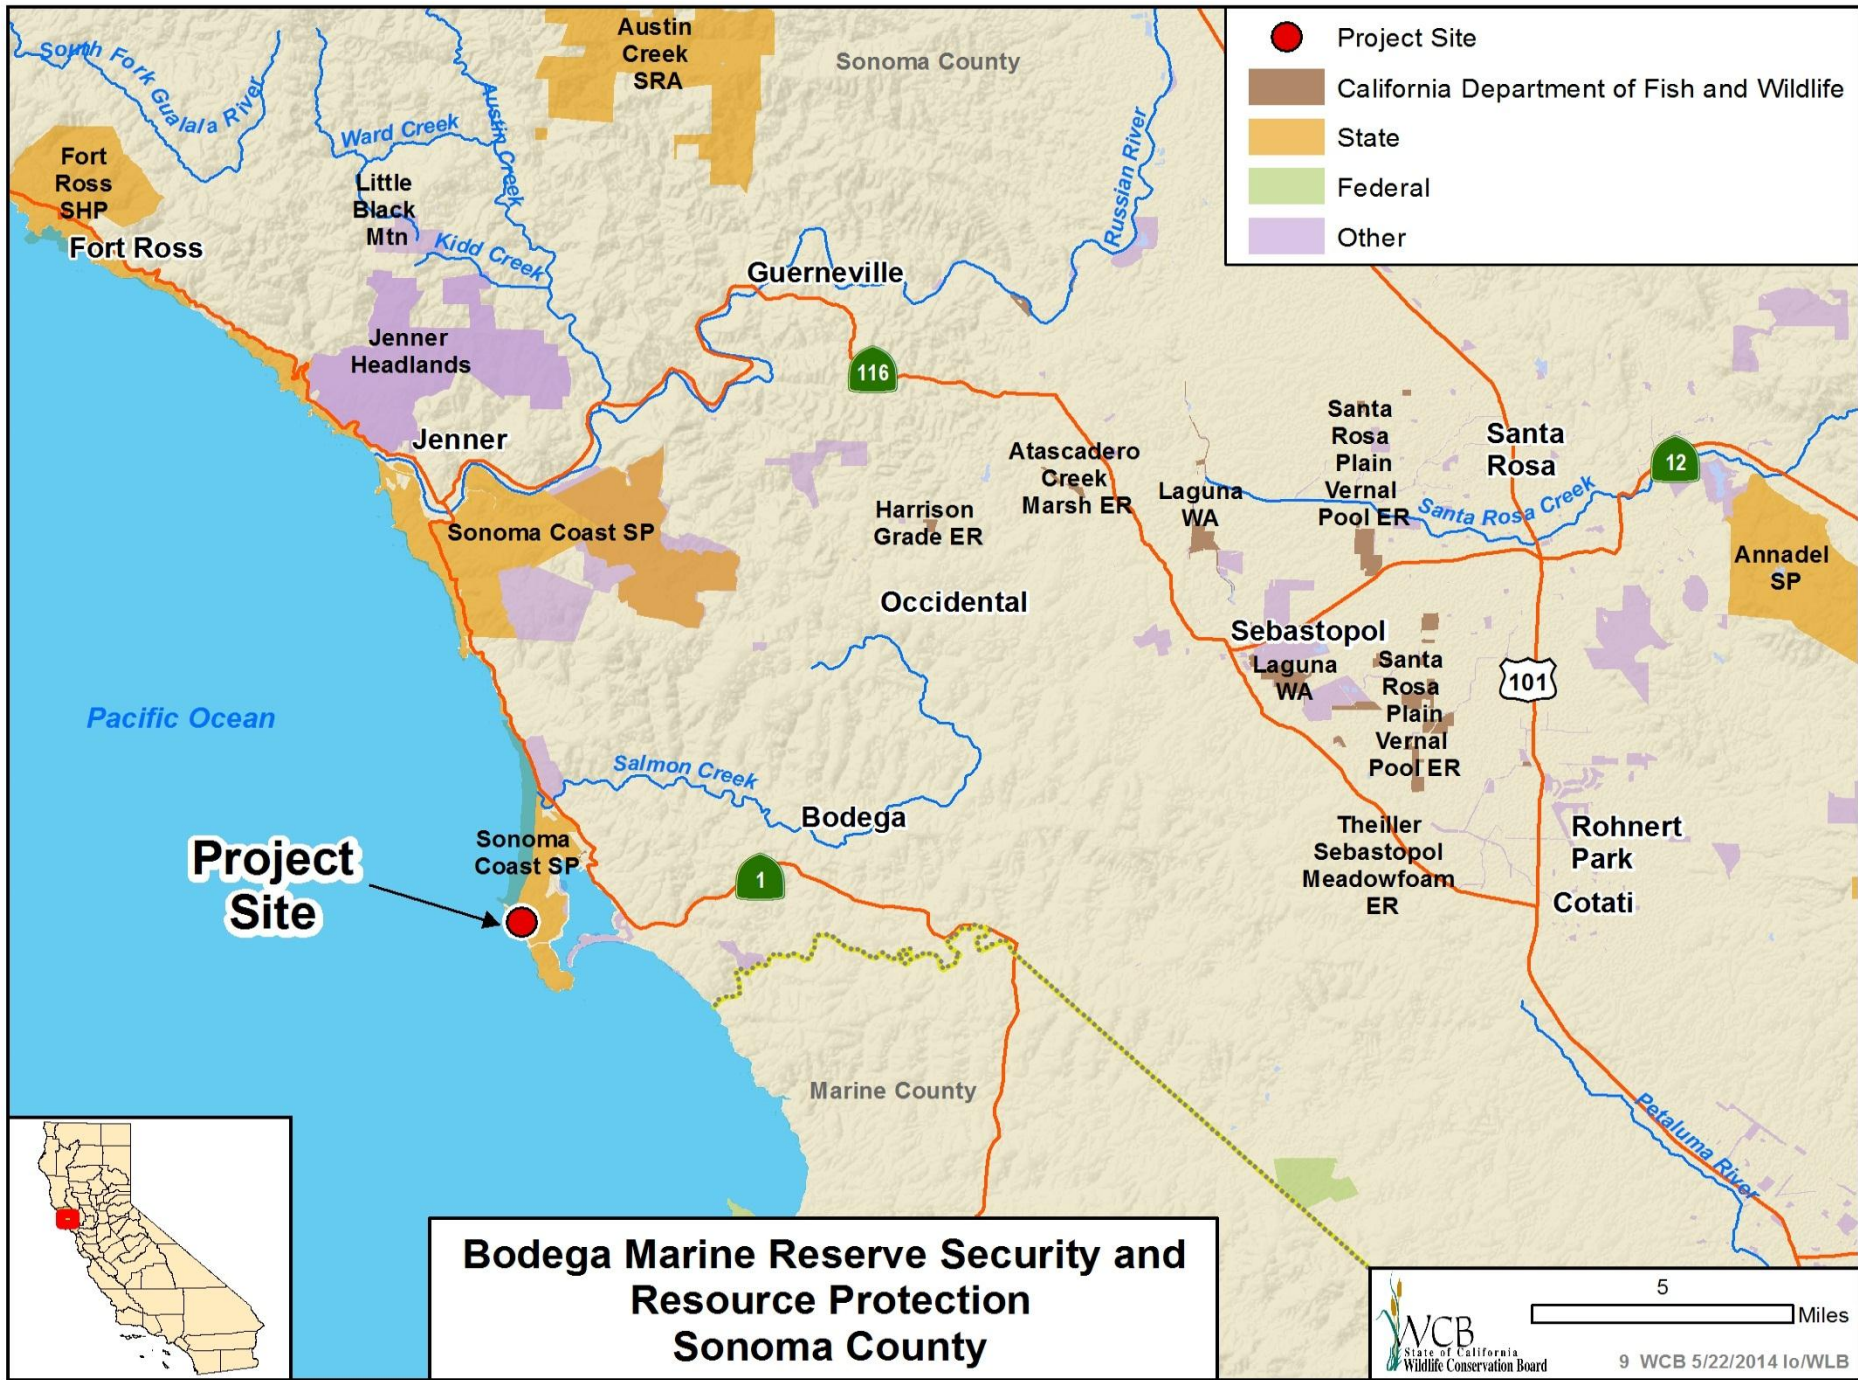 South Fork Gualala River
Austin
Creek
SRA
Sonoma County
Project Site
California Department of Fish and Wildlife
State
Federal
Other
Ward Creek
Austin Creek
Russian River
Fort
Ross
SHP
Little
Black
Mtn
Kidd Creek
Fort Ross
Guerneville
Jenner
Headlands
116
Jenner
Santa
Rosa
Plain
Vernal
Pool ER
Santa
Rosa
12
Atascadero
Creek
Marsh ER
Laguna
WA
Santa Rosa Creek
Harrison
Grade ER
Sonoma Coast SP
Annadel
SP
Occidental
Sebastopol
Laguna
WA
Santa
Rosa
Plain
Vernal
Pool ER
101
Pacific Ocean
Salmon Creek
Bodega
Sonoma
Coast SP
Project
Site
1
Theiller
Sebastopol
Meadowfoam
ER
Rohnert
Park
Cotati
Marine County
Petaluma River
Bodega Marine Reserve Security and
Resource Protection
Sonoma County
WCB
State of California
Wildlife Conservation Board
5
Miles
9 WCB 5/22/2014 lo/WLB